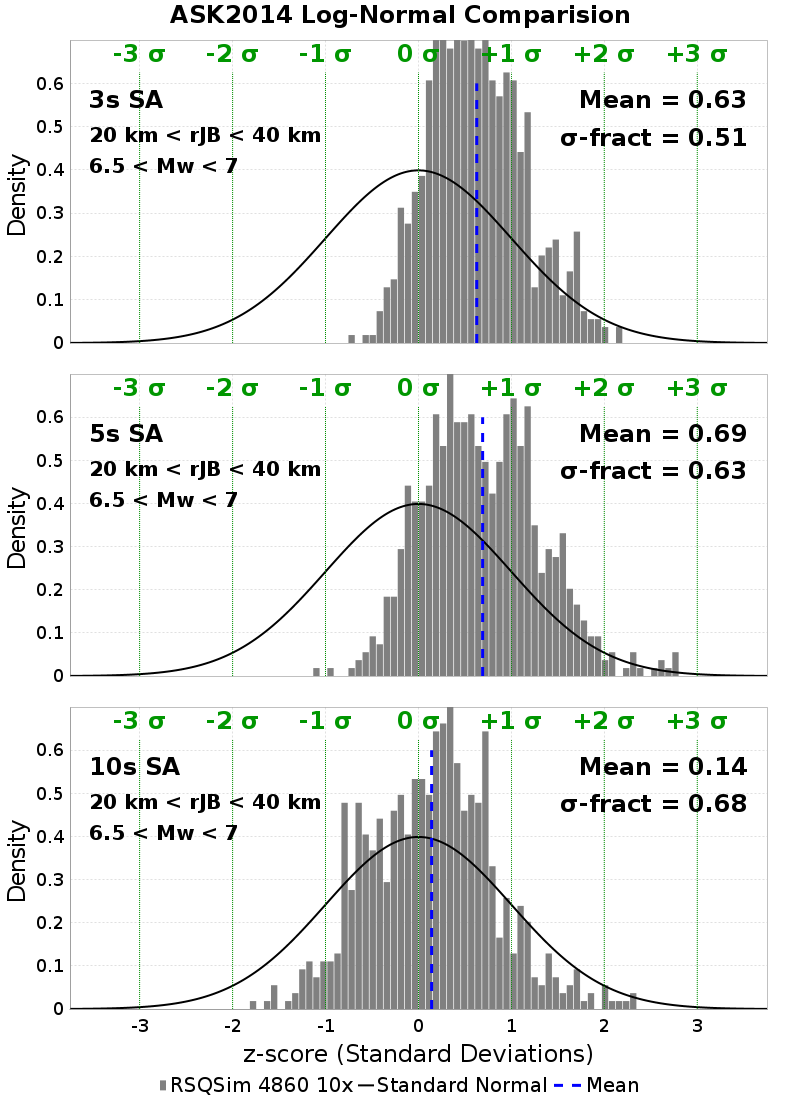 ASK2014 Log-Normal Comparision
-3 σ -2 σ -1 σ 0 σ +1 σ +2 σ +3 σ
3s SA
20 km < rJB < 40 km
6.5 < Mw < 7
Mean = 0.63
σ-fract = 0.51
0.6
0.5
0.4
0.3
0.2
0.1
0
Density
-3 σ -2 σ -1 σ 0 σ +1 σ +2 σ +3 σ
5s SA
20 km < rJB < 40 km
6.5 < Mw < 7
Mean = 0.69
σ-fract = 0.63
0.6
0.5
0.4
0.3
0.2
0.1
0
Density
-3 σ -2 σ -1 σ 0 σ +1 σ +2 σ +3 σ
10s SA
20 km < rJB < 40 km
6.5 < Mw < 7
Mean = 0.14
σ-fract = 0.68
0.6
0.5
0.4
0.3
0.2
0.1
0
Density
-3 -2 -1 0 1 2 3
z-score (Standard Deviations)
RSQSim 4860 10x Standard Normal Mean